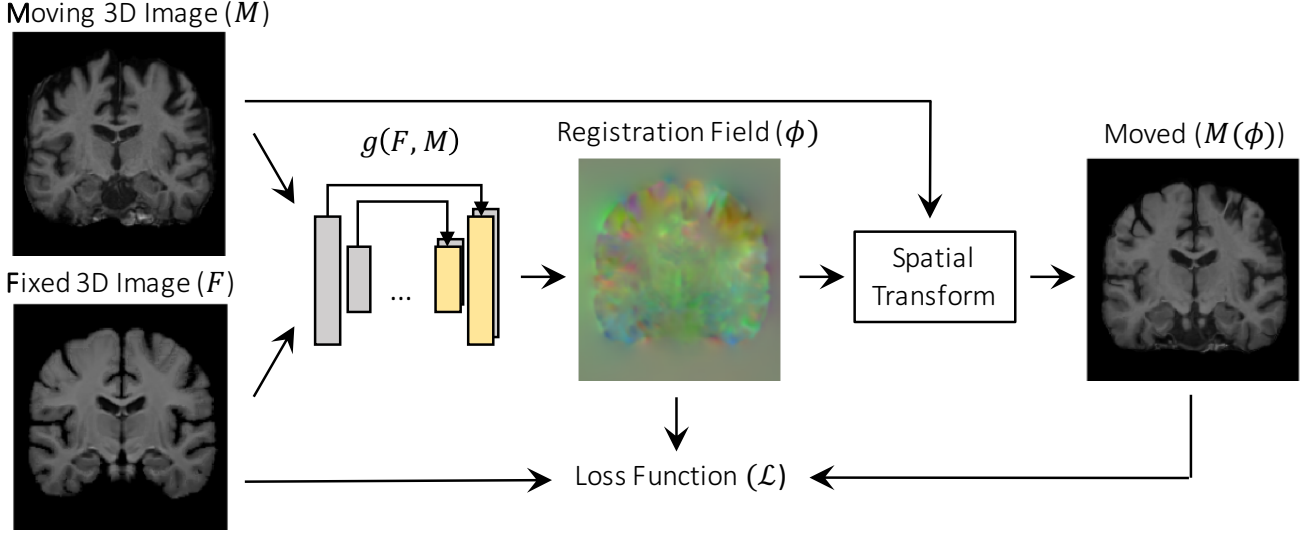 Moving 3D Image (M)
g(F, M)
Registration Field (ϕ)
Moved (M(ϕ))
Spatial
Transform
Fixed 3D Image (F)
...
Loss Function (ℒ)